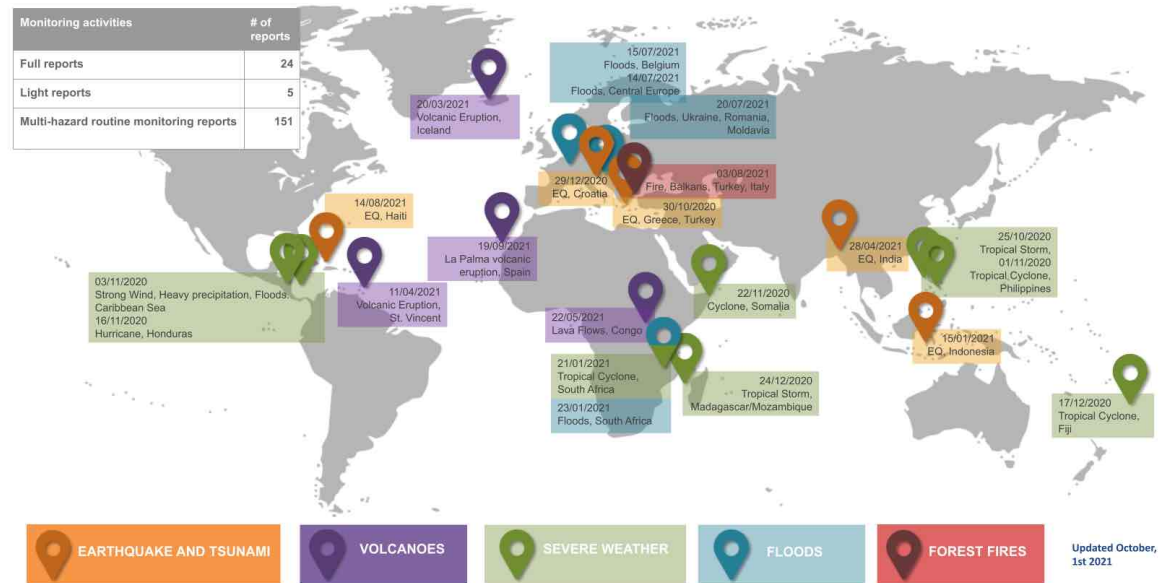 Monitoring activities # of reports
Full reports 24
Light reports 5
Multi-hazard routine monitoring reports 151
20/03/2021
Volcanic Eruption,
Iceland
15/07/2021
Floods, Belgium
14/07/2021
Floods, Central Europe
20/07/2021
Floods, Ukraine, Romania,
Moldavia
29/12/2020
EQ, Croatia
03/08/2021
Fire, Balkans, Turkey, Italy
30/10/2020
EQ, Greece, Turkey
14/08/2021
EQ, Haiti
19/09/2021
La Palma volcanic
eruption, Spain
28/04/2021
EQ, India
25/10/2020
Tropical Storm,
01/11/2020
Tropical Cyclone,
Philippines
03/11/2020
Strong Wind, Heavy precipitation, Floods.
Caribbean Sea
16/11/2020
Hurricane, Honduras
11/04/2021
Volcanic Eruption,
St. Vincent
22/11/2020
Cyclone, Somalia
22/05/2021
Lava Flows, Congo
15/01/2021
EQ, Indonesia
21/01/2021
Tropical Cyclone,
South Africa
24/12/2020
Tropical Storm,
Madagascar/Mozambique
23/01/2021
Floods, South Africa
17/12/2020
Tropical Cyclone,
Fiji
EARTHQUAKE AND TSUNAMI
VOLCANOES
SEVERE WEATHER
FLOODS
FOREST FIRES
Updated October,
1st 2021